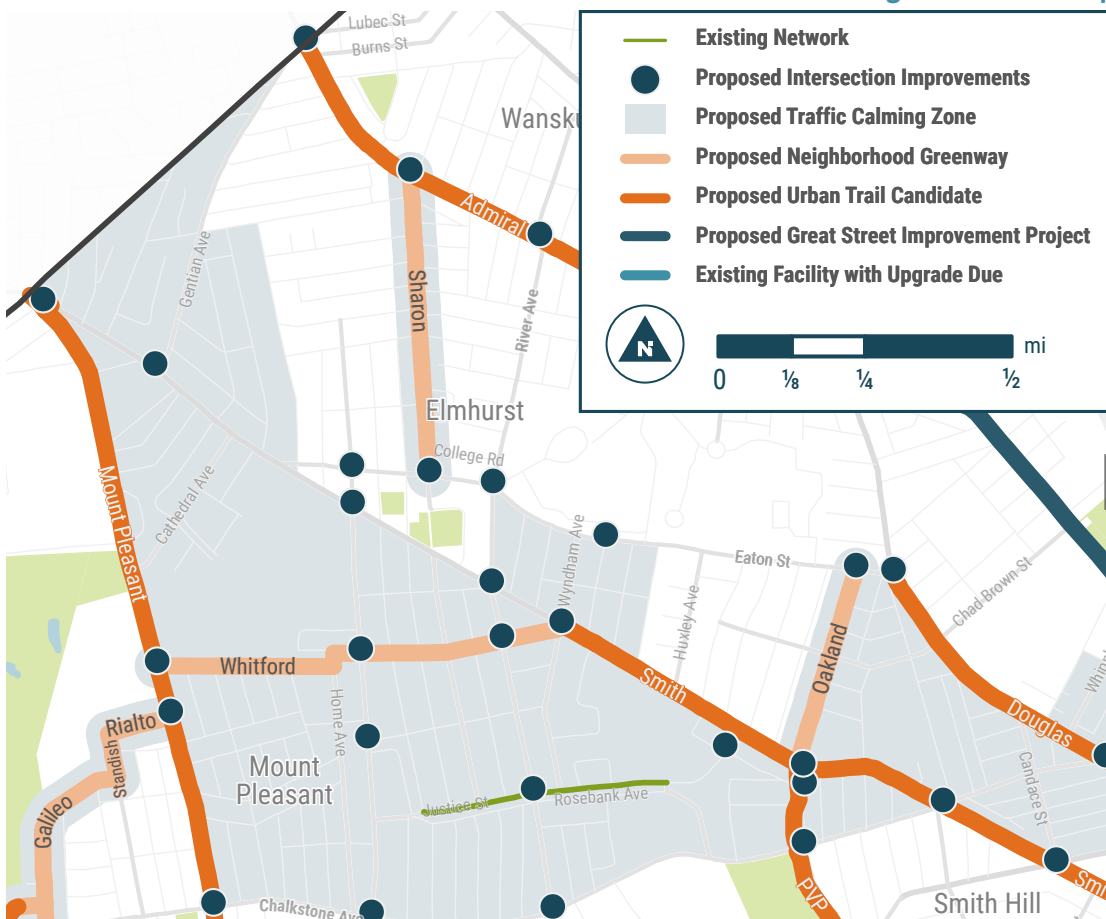 Existing Network
Proposed Intersection Improvements
Proposed Traffic Calming Zone
Proposed Neighborhood Greenway
Proposed Urban Trail Candidate
Proposed Great Street Improvement Project
Existing Facility with Upgrade Due
N
mi
0 ⅛ ¼ ½
Lubec St
Burns St
Admiral
Gentian Ave
Sharon
River Ave
Elmhurst
College Rd
Mount Pleasant
Cathedral Ave
Wyndham Ave
Eaton St
Huxley Ave
Chad Brown St
Oakland
Whitford
Smith
Rialto
Standish
Home Ave
Douglas
Mount
Pleasant
Justice St
Rosebank Ave
Candace St
Galileo
PVP
Chalkstone Ave
Smith Hill